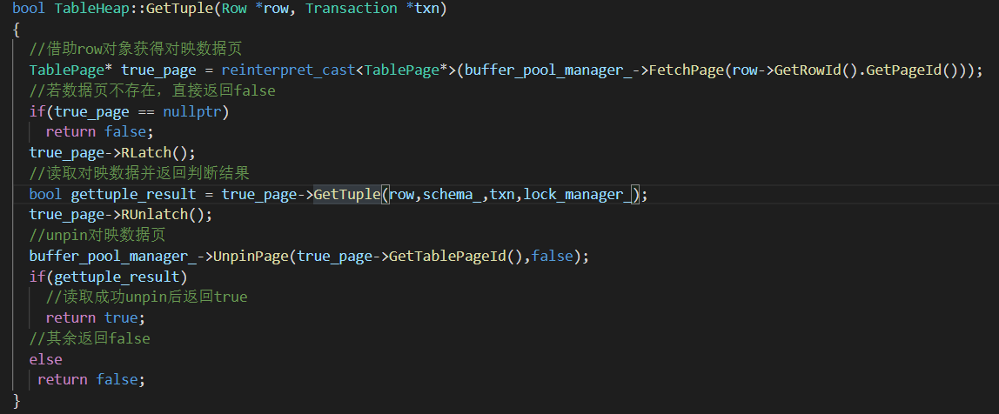 bool TableHeap::GetTuple(Row *row, Transaction *txn)
{
  //借助row对象获得对映数据页
  TablePage* true_page = reinterpret_cast<TablePage*>(buffer_pool_manager_->FetchPage(row->GetRowId().GetPageId()));
  //若数据页不存在，直接返回false
  if(true_page == nullptr)
    return false;
  true_page->RLatch();
  //读取对映数据并返回判断结果
  bool gettuple_result = true_page->GetTuple(row,schema_,txn,lock_manager_);
  true_page->RUnlatch();
  //unpin对映数据页
  buffer_pool_manager_->UnpinPage(true_page->GetTablePageId(),false);
  if(gettuple_result)
    //读取成功unpin后返回true
    return true;
  //其余返回false
  else
   return false;
}